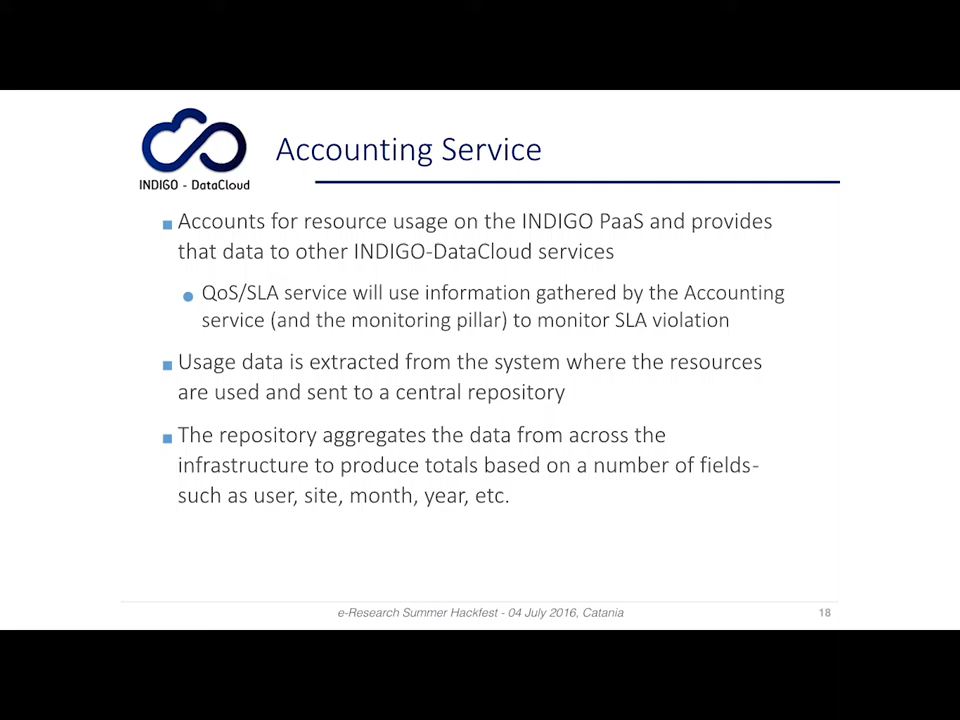 INDIGO - DataCloud
Accounting Service
Accounts for resource usage on the INDIGO PaaS and provides
that data to other INDIGO-DataCloud services
QoS/SLA service will use information gathered by the Accounting
service (and the monitoring pillar) to monitor SLA violation
Usage data is extracted from the system where the resources
are used and sent to a central repository
The repository aggregates the data from across the
infrastructure to produce totals based on a number of fields-
such as user, site, month, year, etc.
e-Research Summer Hackfest - 04 July 2016, Catania
18